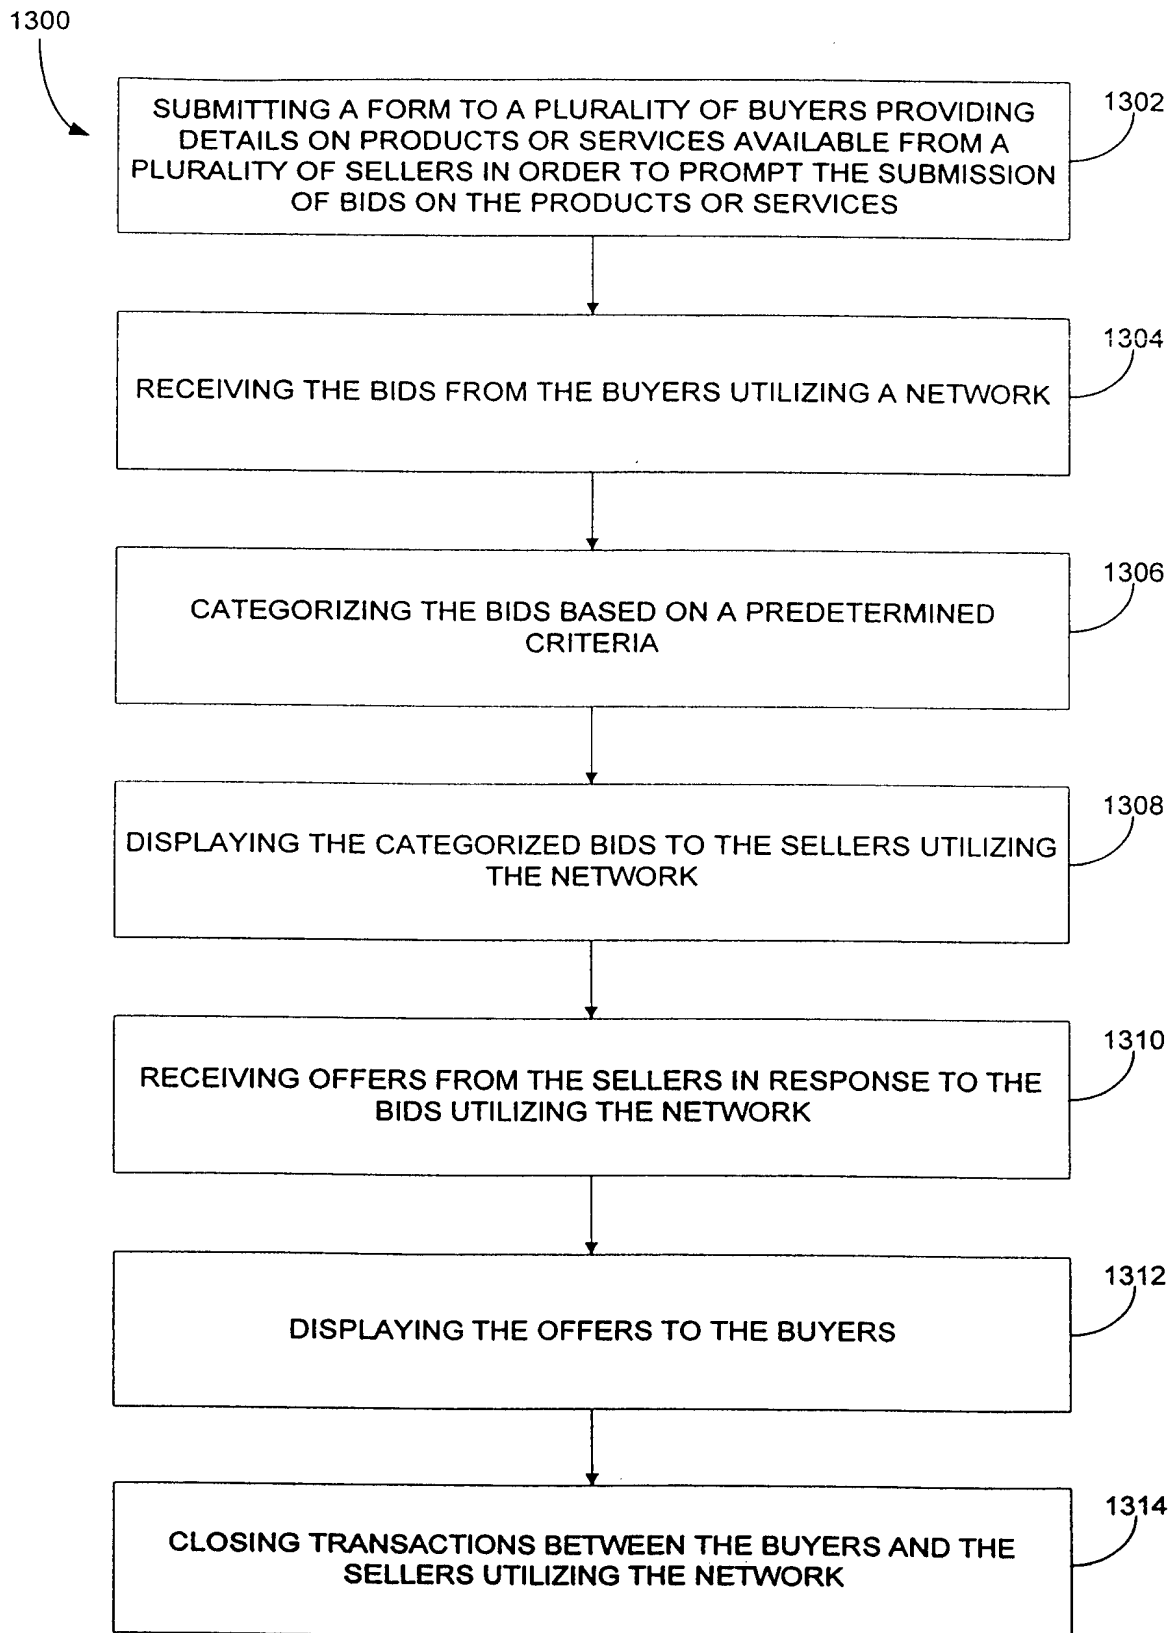 1300
SUBMITTING A FORM TO A PLURALITY OF BUYERS PROVIDING
DETAILS ON PRODUCTS OR SERVICES AVAILABLE FROM A
PLURALITY OF SELLERS IN ORDER TO PROMPT THE SUBMISSION
OF BIDS ON THE PRODUCTS OR SERVICES
1302
RECEIVING THE BIDS FROM THE BUYERS UTILIZING A NETWORK
1304
CATEGORIZING THE BIDS BASED ON A PREDETERMINED
CRITERIA
1306
DISPLAYING THE CATEGORIZED BIDS TO THE SELLERS UTILIZING
THE NETWORK
1308
RECEIVING OFFERS FROM THE SELLERS IN RESPONSE TO THE
BIDS UTILIZING THE NETWORK
1310
DISPLAYING THE OFFERS TO THE BUYERS
1312
CLOSING TRANSACTIONS BETWEEN THE BUYERS AND THE
SELLERS UTILIZING THE NETWORK
1314